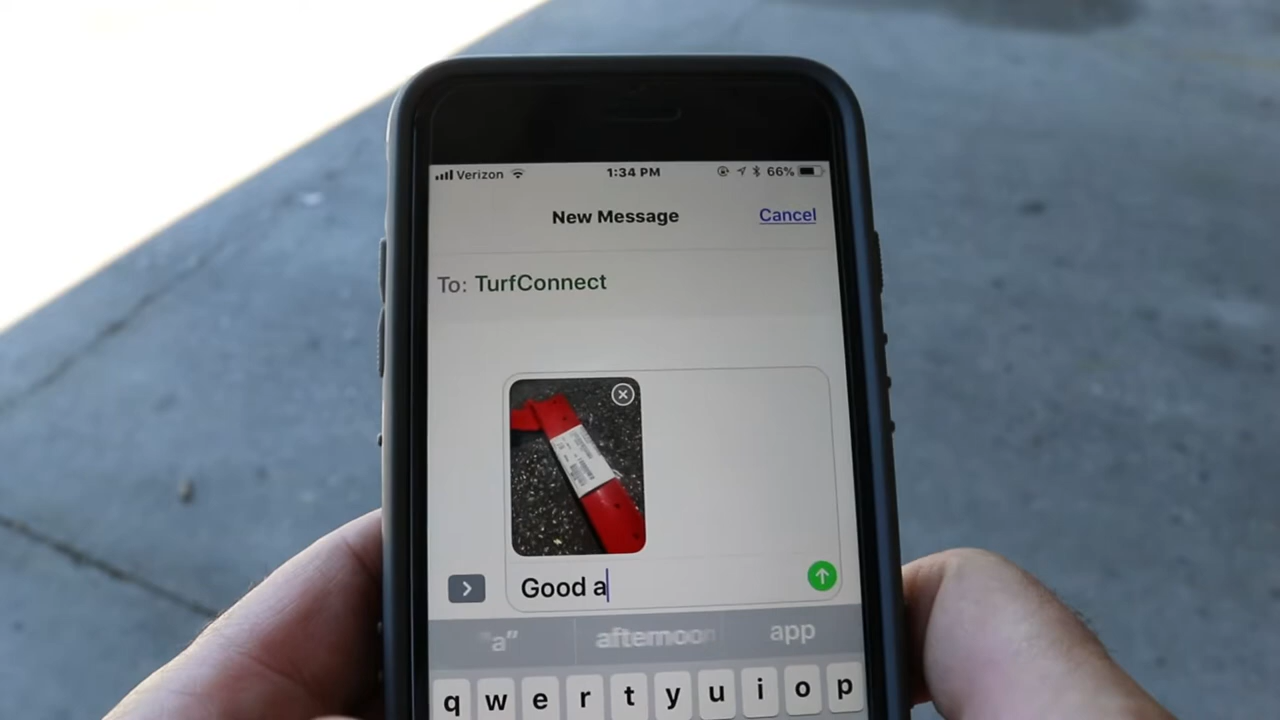 Verizon 1:34 PM 66%
New Message Cancel
To: TurfConnect
Good a
"a" afternoon app
q w e r t y u i o p